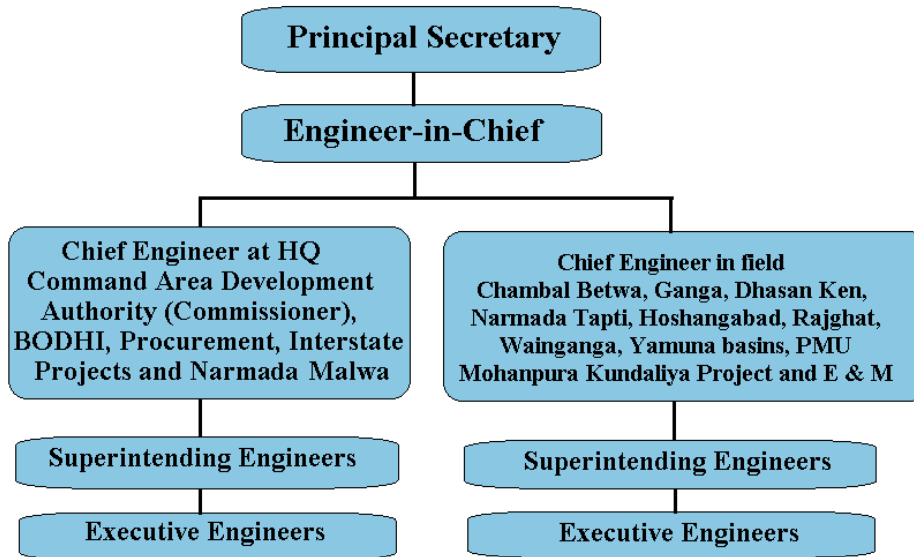 Principal Secretary
Engineer-in-Chief
Chief Engineer at HQ
Command Area Development
Authority (Commissioner),
BODHI, Procurement, Interstate
Projects and Narmada Malwa
Superintending Engineers
Executive Engineers
Chief Engineer in field
Chambal Betwa, Ganga, Dhasan Ken,
Narmada Tapti, Hoshangabad, Rajghat,
Wainganga, Yamuna basins, PMU
Mohanpura Kundaliya Project and E & M
Superintending Engineers
Executive Engineers